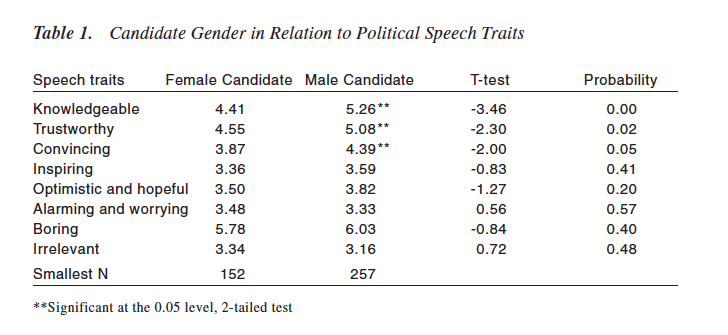 Table 1. Candidate Gender in Relation to Political Speech Traits
Speech traits Female Candidate Male Candidate T-test Probability
Knowledgeable 4.41 5.26** -3.46 0.00
Trustworthy 4.55 5.08** -2.30 0.02
Convincing 3.87 4.39** -2.00 0.05
Inspiring 3.36 3.59 -0.83 0.41
Optimistic and hopeful 3.50 3.82 -1.27 0.20
Alarming and worrying 3.48 3.33 0.56 0.57
Boring 5.78 6.03 -0.84 0.40
Irrelevant 3.34 3.16 0.72 0.48
Smallest N 152 257
**Significant at the 0.05 level, 2-tailed test